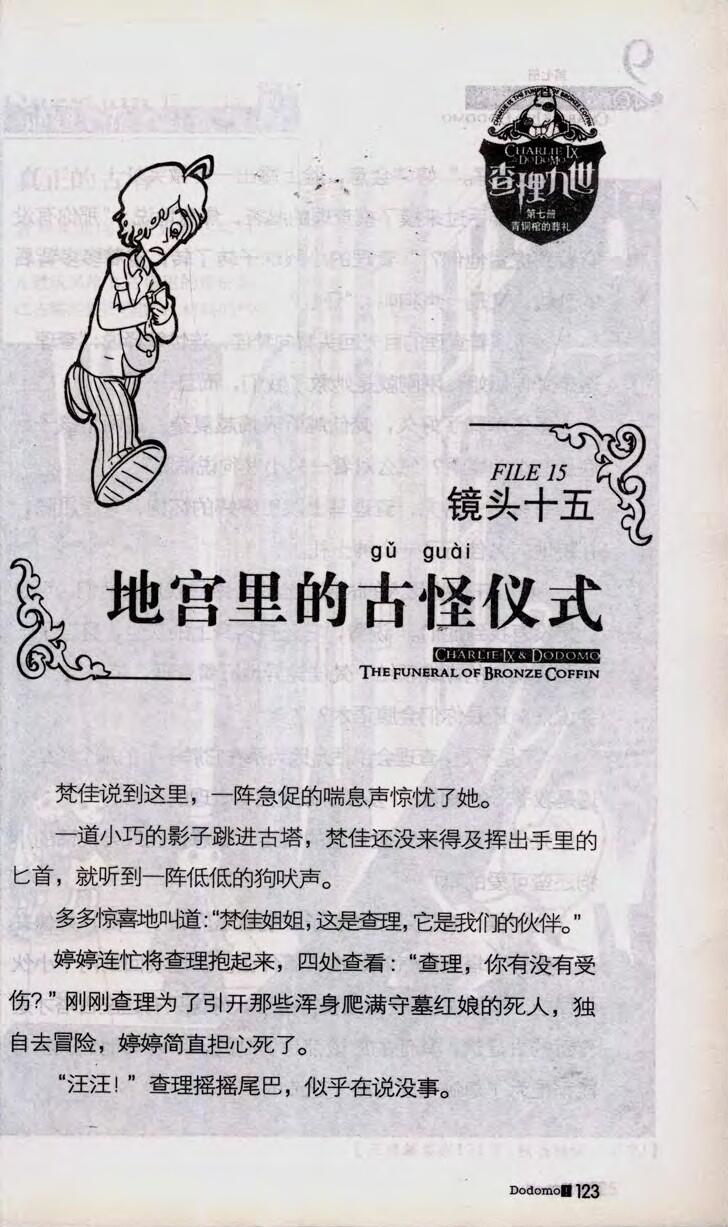 CHARLIE IX THE FUNERAL OF BRONZE COFFIN
CHARLIE IX
& DODOMO
查理九世
第七册
青铜棺的葬礼
FILE 15
镜头十五
gǔ guài
地宫里的古怪仪式
CHARLIE IX & DODOMO
THE FUNERAL OF BRONZE COFFIN
梵佳说到这里，一阵急促的喘息声惊忧了她。
一道小巧的影子跳进古塔，梵佳还没来得及挥出手里的
匕首，就听到一阵低低的狗吠声。
多多惊喜地叫道：“梵佳姐姐，这是查理，它是我们的伙伴。”
婷婷连忙将查理抱起来，四处查看：“查理，你有没有受
伤？”刚刚查理为了引开那些浑身爬满守墓红娘的死人，独
自去冒险，婷婷简直担心死了。
“汪汪！”查理摇摇尾巴，似乎在说没事。
Dodomo! 123